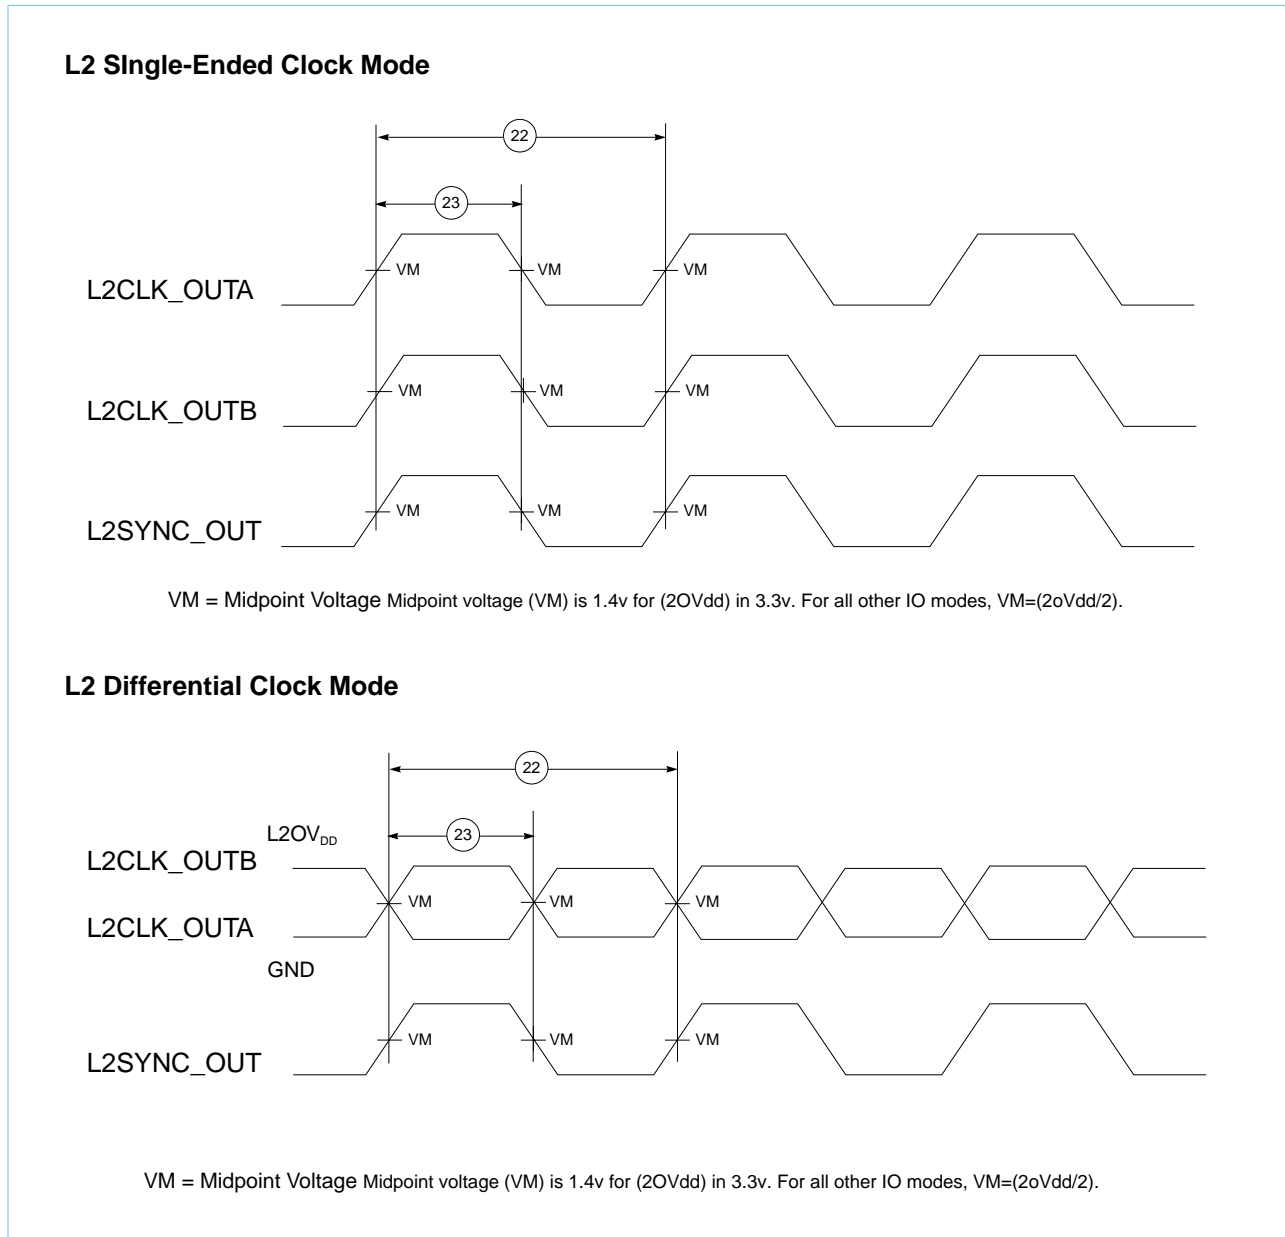 L2 SIngle-Ended Clock Mode
22
23
VM VM VM
L2CLK_OUTA
VM VM VM
L2CLK_OUTB
VM VM VM
L2SYNC_OUT
VM = Midpoint Voltage Midpoint voltage (VM) is 1.4v for (2OVdd) in 3.3v. For all other IO modes, VM=(2oVdd/2).
L2 Differential Clock Mode
22
23
L2OVDD
L2CLK_OUTB
VM VM VM
L2CLK_OUTA
GND
VM VM VM
L2SYNC_OUT
VM = Midpoint Voltage Midpoint voltage (VM) is 1.4v for (2OVdd) in 3.3v. For all other IO modes, VM=(2oVdd/2).